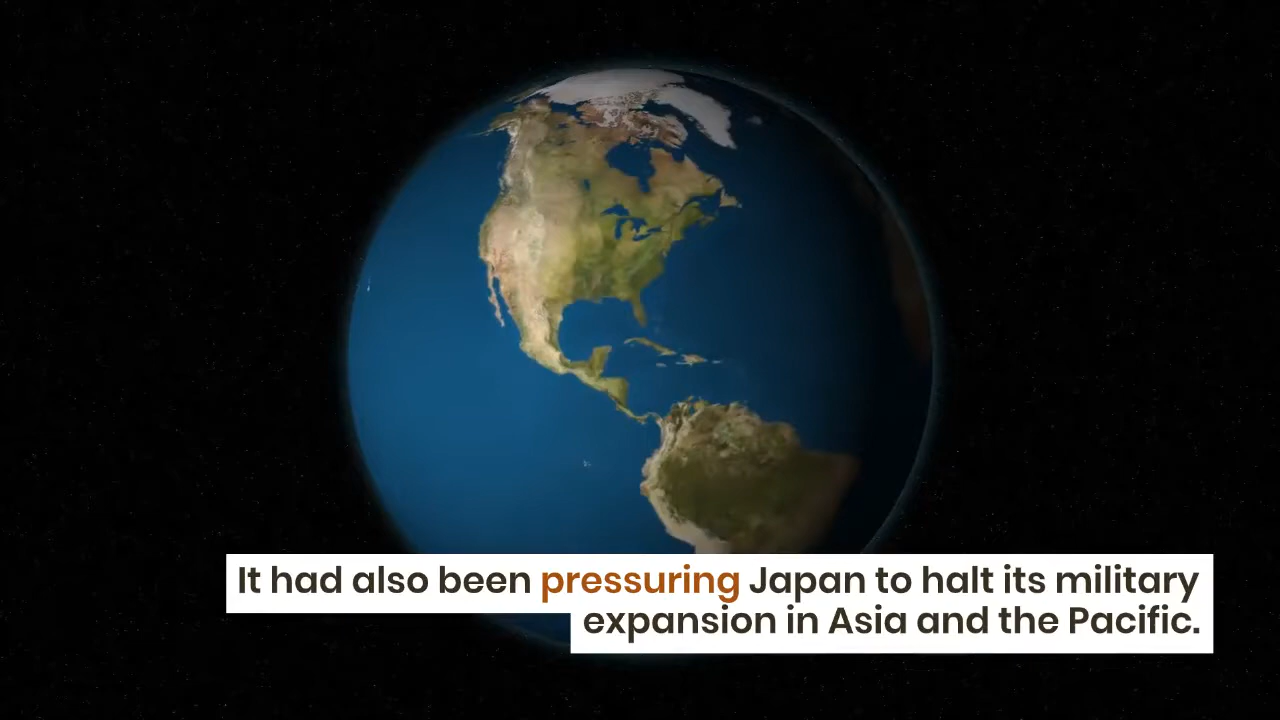 It had also been pressuring Japan to halt its military
expansion in Asia and the Pacific.